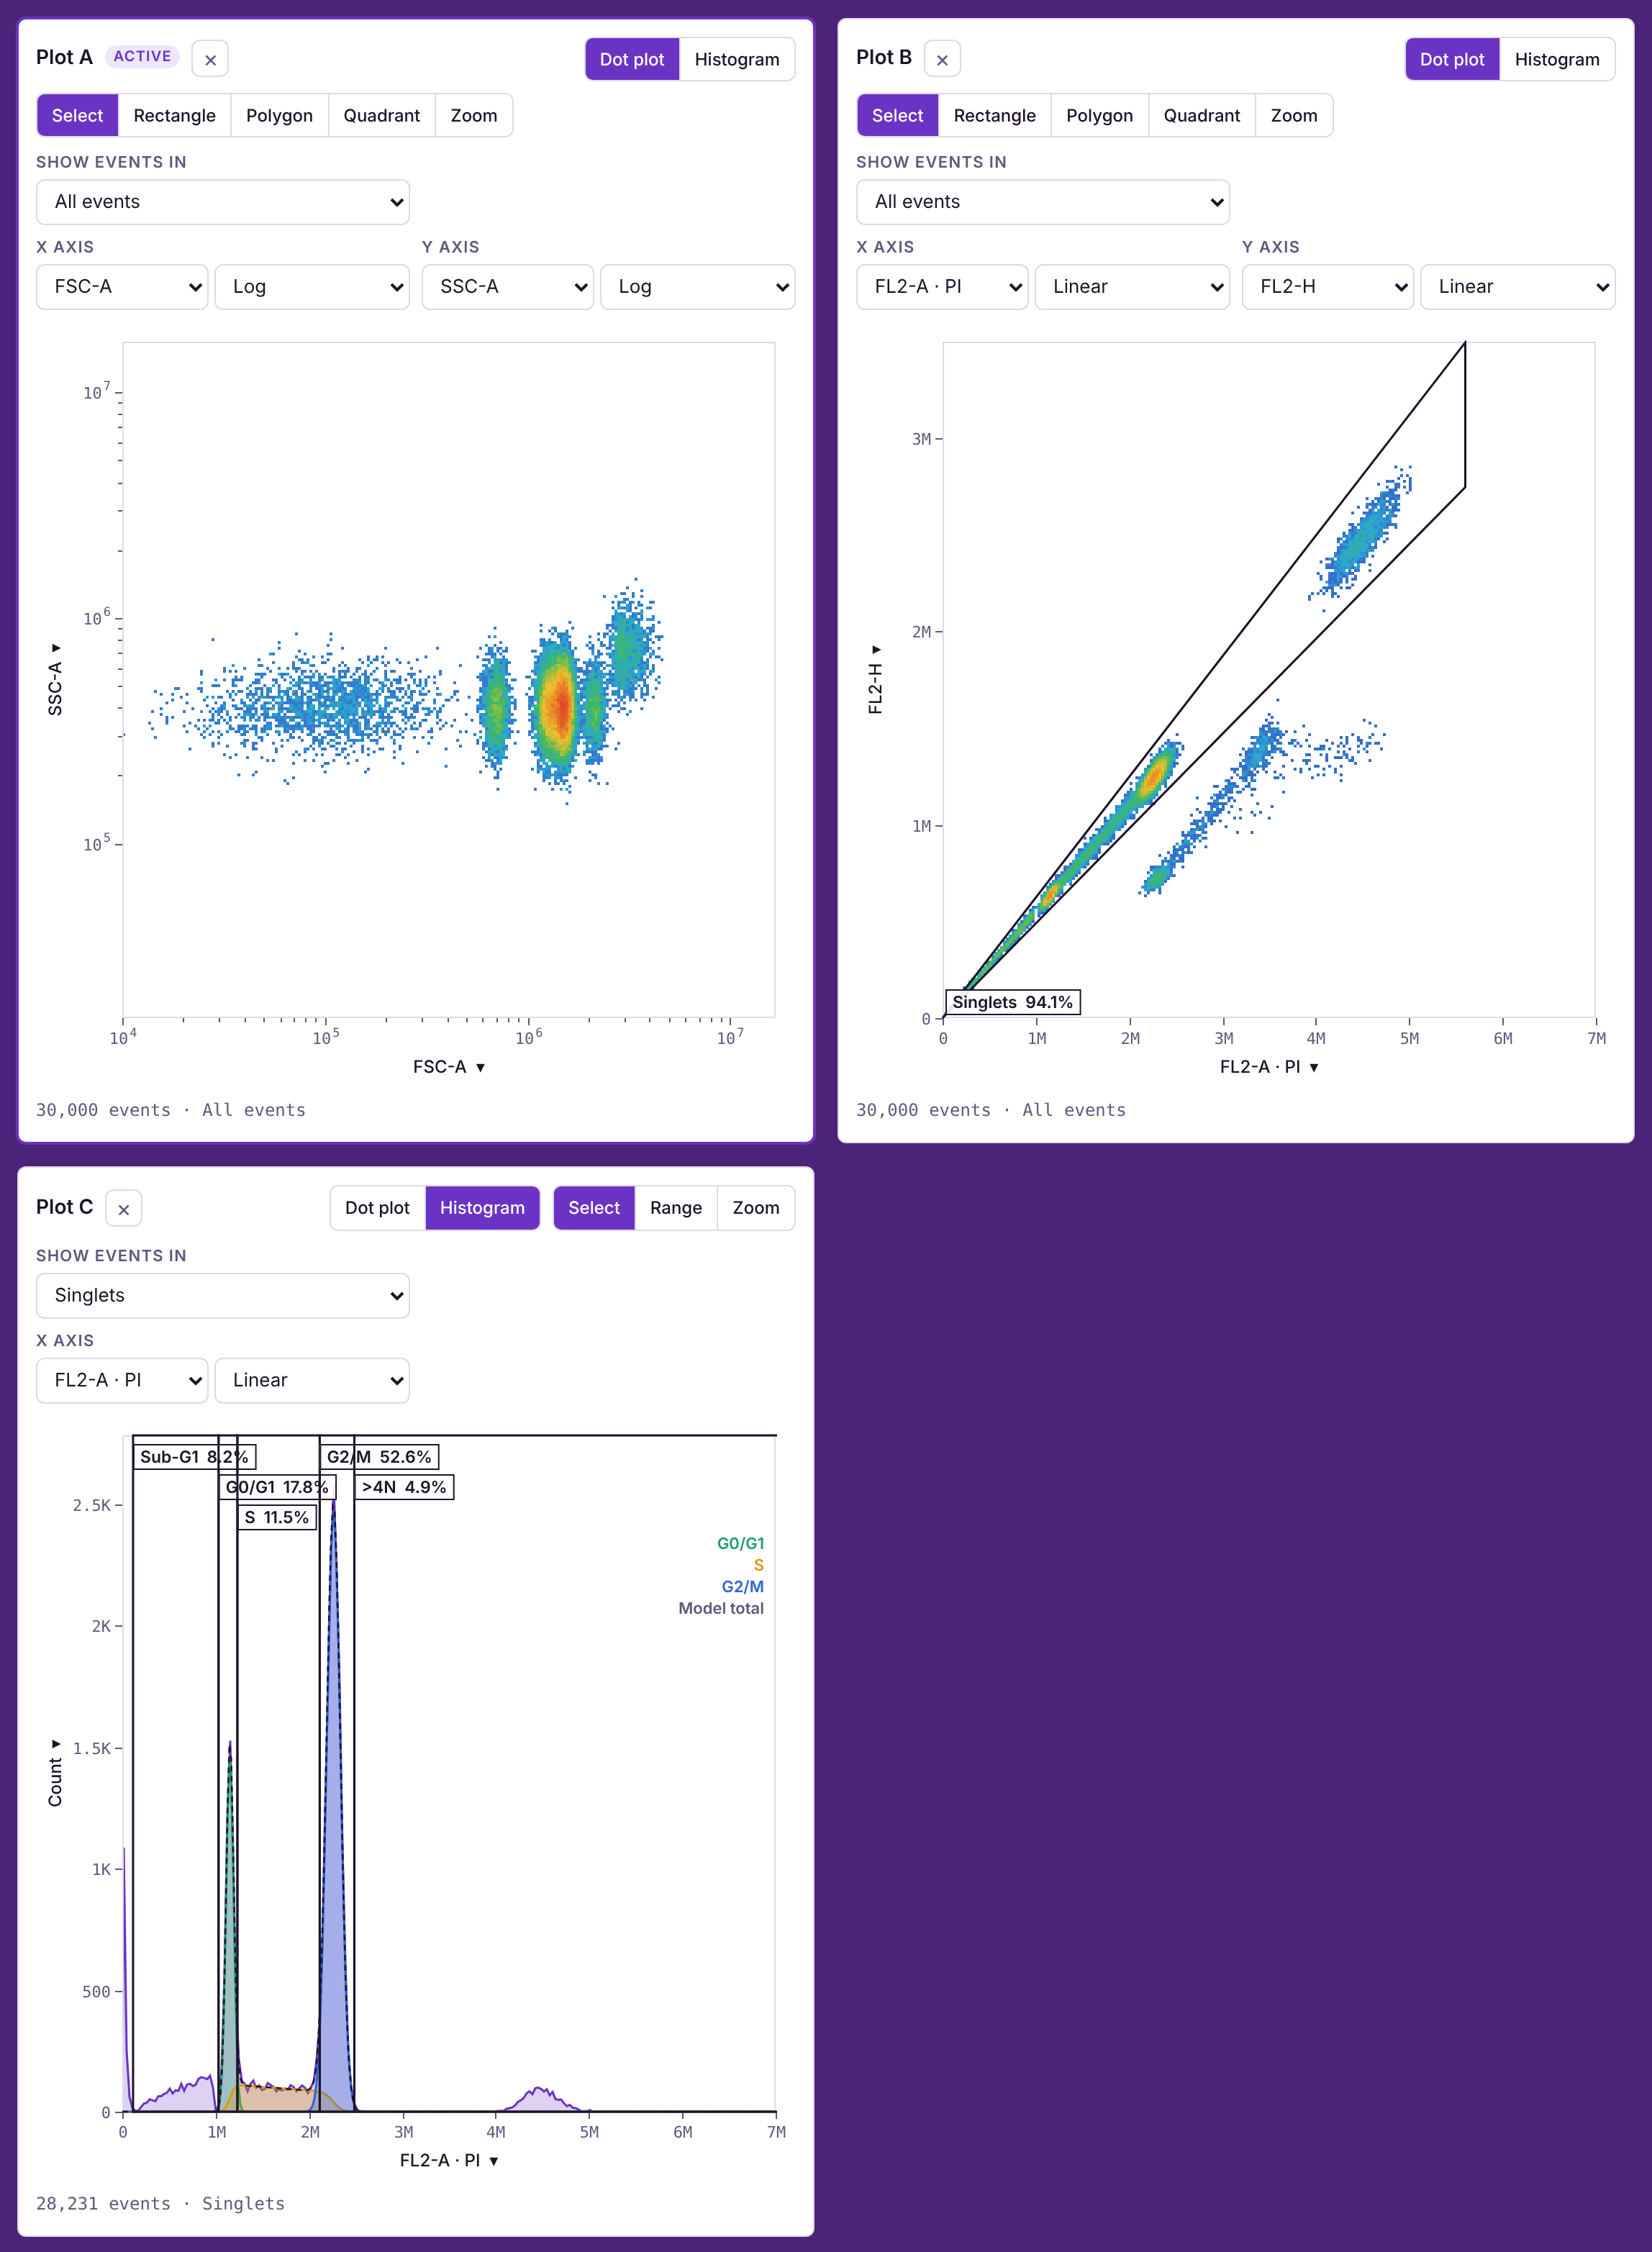 Plot A ACTIVE × Dot plot Histogram
Select Rectangle Polygon Quadrant Zoom
SHOW EVENTS IN
All events
X AXIS Y AXIS
FSC-A Log SSC-A Log
10^7
10^6
10^5
SSC-A ▼
10^4 10^5 10^6 10^7
FSC-A ▼
30,000 events · All events
Plot B × Dot plot Histogram
Select Rectangle Polygon Quadrant Zoom
SHOW EVENTS IN
All events
X AXIS Y AXIS
FL2-A · PI Linear FL2-H Linear
3M
2M
1M
0
FL2-H ▼
Singlets 94.1%
0 1M 2M 3M 4M 5M 6M 7M
FL2-A · PI ▼
30,000 events · All events
Plot C × Dot plot Histogram Select Range Zoom
SHOW EVENTS IN
Singlets
X AXIS
FL2-A · PI Linear
Sub-G1 8.2% G2/M 52.6%
G0/G1 17.8% >4N 4.9%
S 11.5%
G0/G1
S
G2/M
Model total
2.5K
2K
1.5K
1K
500
0
Count ▼
0 1M 2M 3M 4M 5M 6M 7M
FL2-A · PI ▼
28,231 events · Singlets